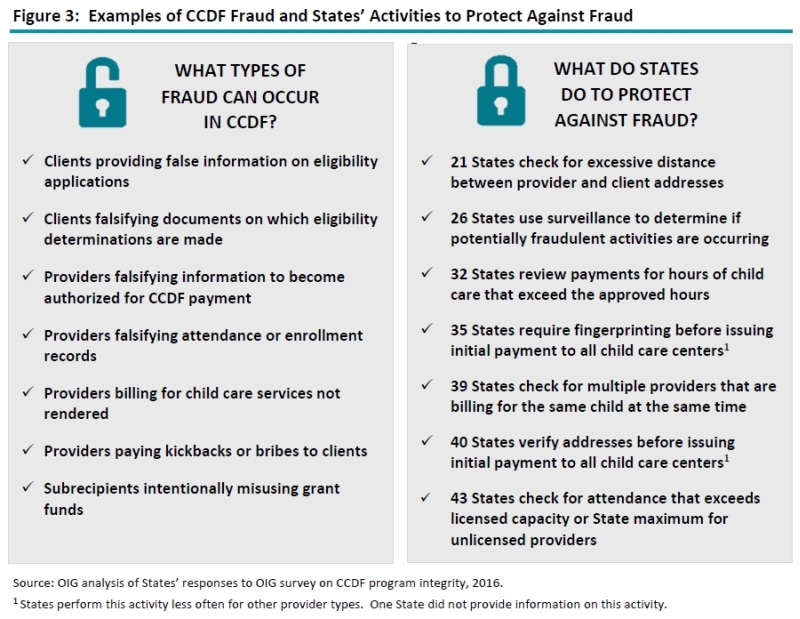 Figure 3: Examples of CCDF Fraud and States' Activities to Protect Against Fraud
WHAT TYPES OF
FRAUD CAN OCCUR
IN CCDF?
✓ Clients providing false information on eligibility
applications
✓ Clients falsifying documents on which eligibility
determinations are made
✓ Providers falsifying information to become
authorized for CCDF payment
✓ Providers falsifying attendance or enrollment
records
✓ Providers billing for child care services not
rendered
✓ Providers paying kickbacks or bribes to clients
✓ Subrecipients intentionally misusing grant
funds
WHAT DO STATES
DO TO PROTECT
AGAINST FRAUD?
✓ 21 States check for excessive distance
between provider and client addresses
✓ 26 States use surveillance to determine if
potentially fraudulent activities are occurring
✓ 32 States review payments for hours of child
care that exceed the approved hours
✓ 35 States require fingerprinting before issuing
initial payment to all child care centers¹
✓ 39 States check for multiple providers that are
billing for the same child at the same time
✓ 40 States verify addresses before issuing
initial payment to all child care centers¹
✓ 43 States check for attendance that exceeds
licensed capacity or State maximum for
unlicensed providers
Source: OIG analysis of States' responses to OIG survey on CCDF program integrity, 2016.
¹ States perform this activity less often for other provider types. One State did not provide information on this activity.